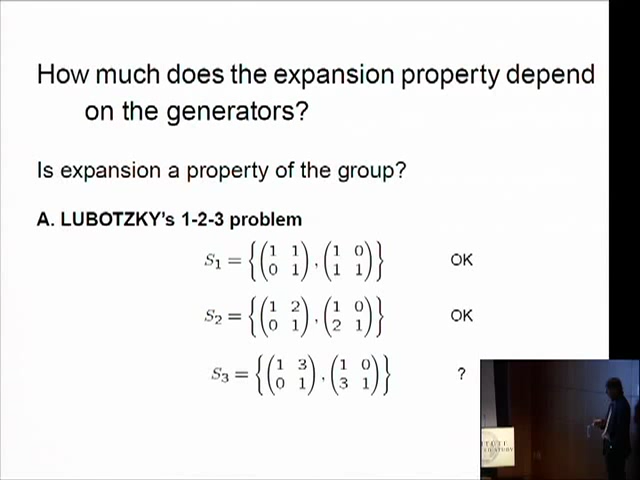 How much does the expansion property depend
on the generators?
Is expansion a property of the group?
A. LUBOTZKY's 1-2-3 problem
S₁ = {(1 1 / 0 1), (1 0 / 1 1)} OK
S₂ = {(1 2 / 0 1), (1 0 / 2 1)} OK
S₃ = {(1 3 / 0 1), (1 0 / 3 1)} ?